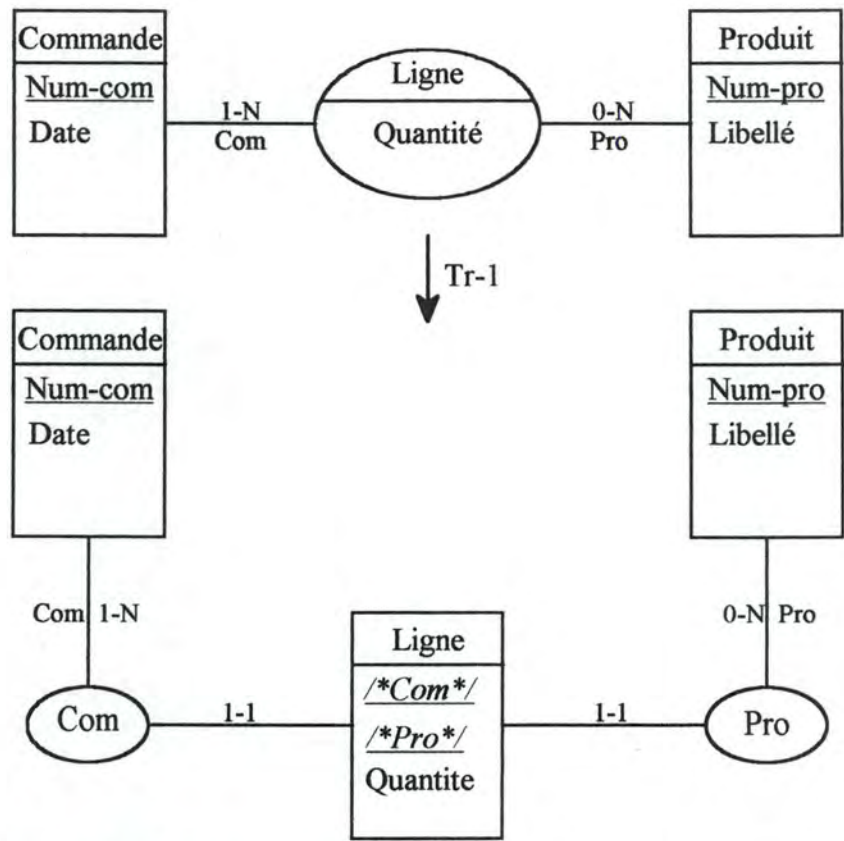 Commande
Num-com
Date
1-N
Com
Ligne
Quantité
0-N
Pro
Produit
Num-pro
Libellé
Tr-1
Commande
Num-com
Date
Produit
Num-pro
Libellé
Com 1-N
0-N Pro
Com
1-1
Ligne
/*Com*/
/*Pro*/
Quantite
1-1
Pro